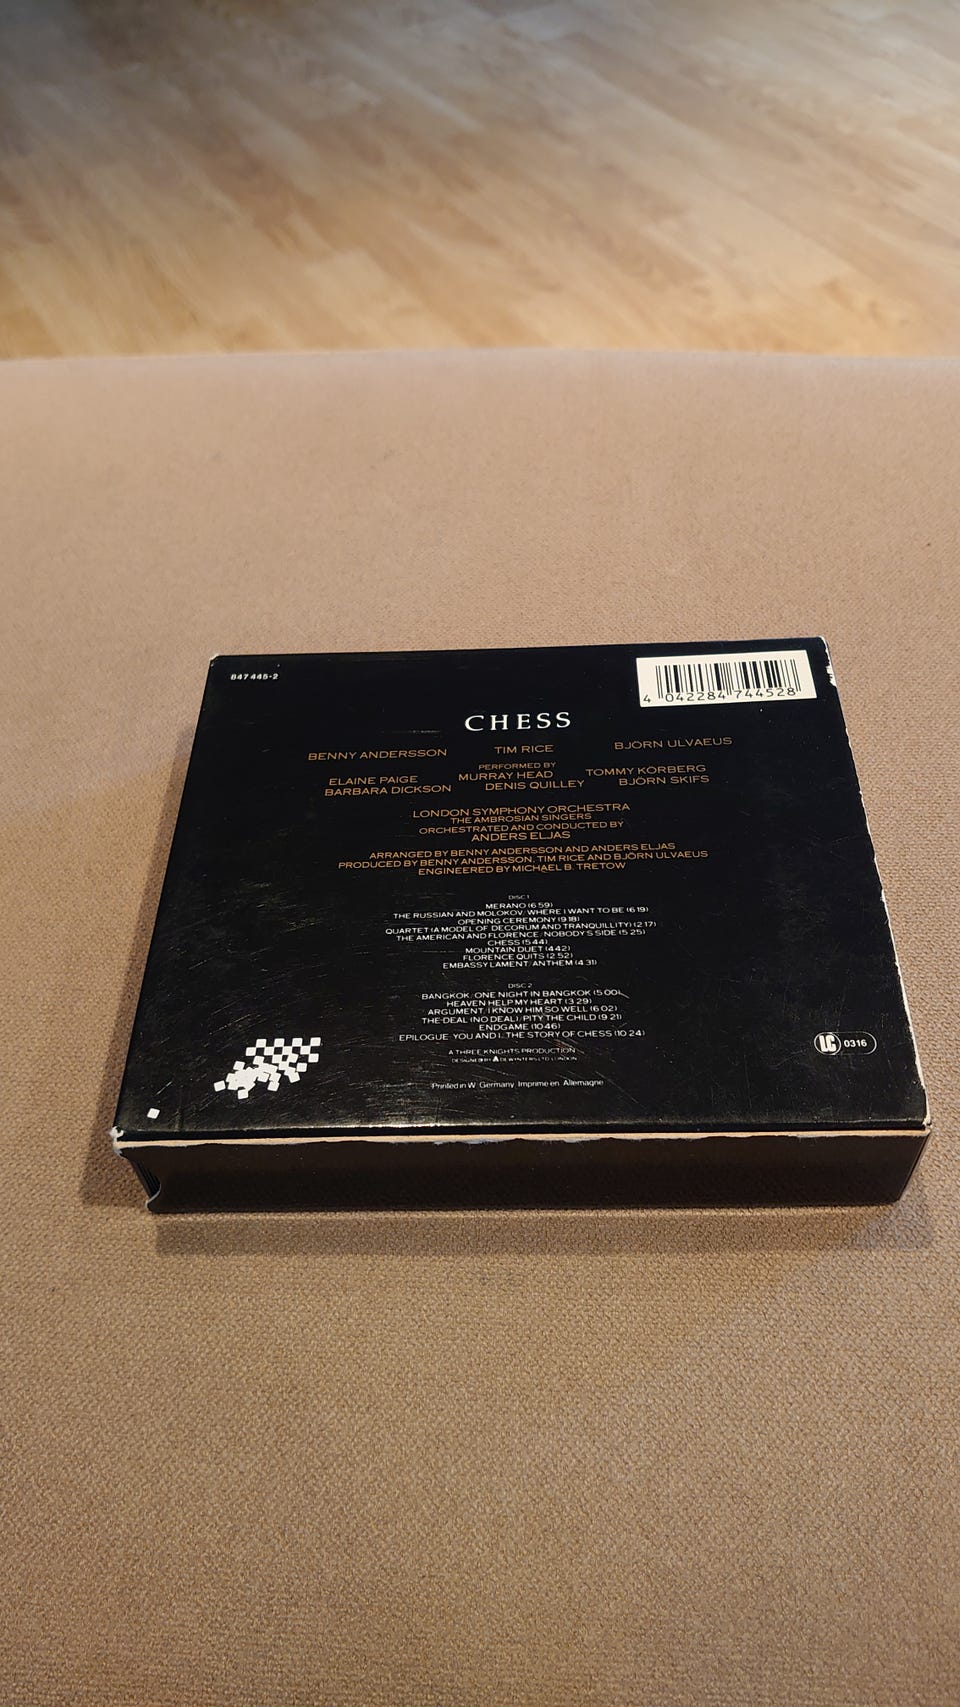 847 445-2
4 042284 744528
CHESS
BENNY ANDERSSON TIM RICE BJÖRN ULVAEUS
PERFORMED BY
ELAINE PAIGE MURRAY HEAD TOMMY KÖRBERG
BARBARA DICKSON DENIS QUILLEY BJÖRN SKIFS
LONDON SYMPHONY ORCHESTRA
THE AMBROSIAN SINGERS
ORCHESTRATED AND CONDUCTED BY
ANDERS ELJAS
ARRANGED BY BENNY ANDERSSON AND ANDERS ELJAS
PRODUCED BY BENNY ANDERSSON, TIM RICE AND BJÖRN ULVAEUS
ENGINEERED BY MICHAEL B. TRETOW
DISC 1
MERANO (6 59)
THE RUSSIAN AND MOLOKOV/WHERE I WANT TO BE (6 19)
OPENING CEREMONY (9 18)
QUARTET (A MODEL OF DECORUM AND TRANQUILLITY) (2 17)
THE AMERICAN AND FLORENCE/NOBODY'S SIDE (5 25)
CHESS (5 44)
MOUNTAIN DUET (4 42)
FLORENCE QUITS (2 52)
EMBASSY LAMENT/ANTHEM (4 31)
DISC 2
BANGKOK/ONE NIGHT IN BANGKOK (5 00)
HEAVEN HELP MY HEART (3 29)
ARGUMENT/I KNOW HIM SO WELL (6 02)
THE DEAL (NO DEAL)/PITY THE CHILD (9 21)
ENDGAME (10 46)
EPILOGUE: YOU AND I/THE STORY OF CHESS (10 24)
A THREE KNIGHTS PRODUCTION
DESIGNED BY DEWYNTERS LTD LONDON
LC 0316
Printed in W. Germany Imprimé en Allemagne